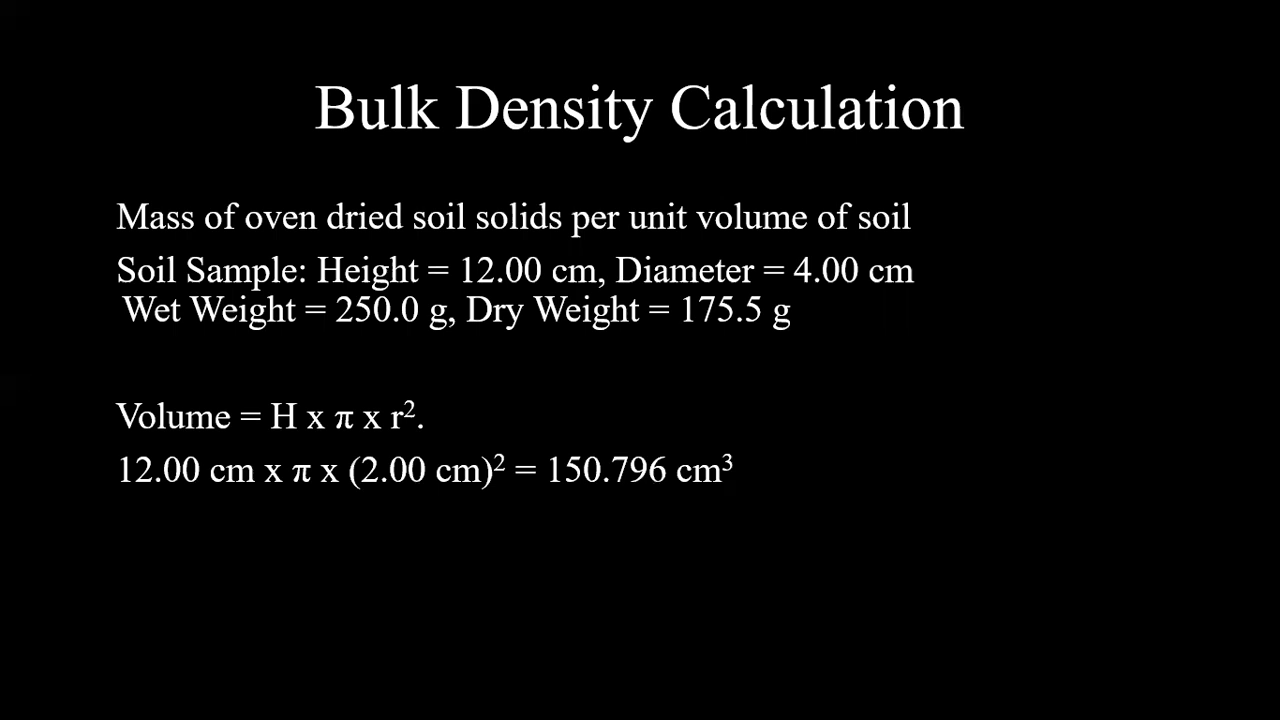 Bulk Density Calculation
Mass of oven dried soil solids per unit volume of soil
Soil Sample: Height = 12.00 cm, Diameter = 4.00 cm
Wet Weight = 250.0 g, Dry Weight = 175.5 g
Volume = H x π x r².
12.00 cm x π x (2.00 cm)² = 150.796 cm³